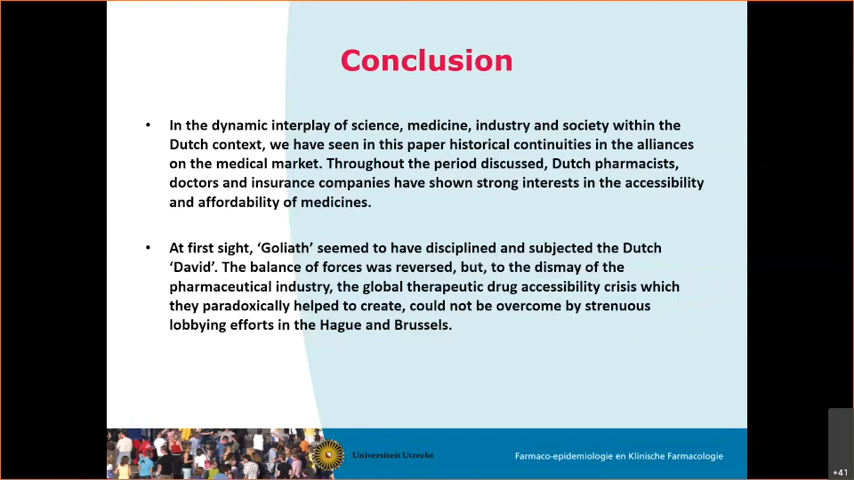 Conclusion
• In the dynamic interplay of science, medicine, industry and society within the
Dutch context, we have seen in this paper historical continuities in the alliances
on the medical market. Throughout the period discussed, Dutch pharmacists,
doctors and insurance companies have shown strong interests in the accessibility
and affordability of medicines.
• At first sight, ‘Goliath’ seemed to have disciplined and subjected the Dutch
‘David’. The balance of forces was reversed, but, to the dismay of the
pharmaceutical industry, the global therapeutic drug accessibility crisis which
they paradoxically helped to create, could not be overcome by strenuous
lobbying efforts in the Hague and Brussels.
Universiteit Utrecht
Farmaco-epidemiologie en Klinische Farmacologie
+41